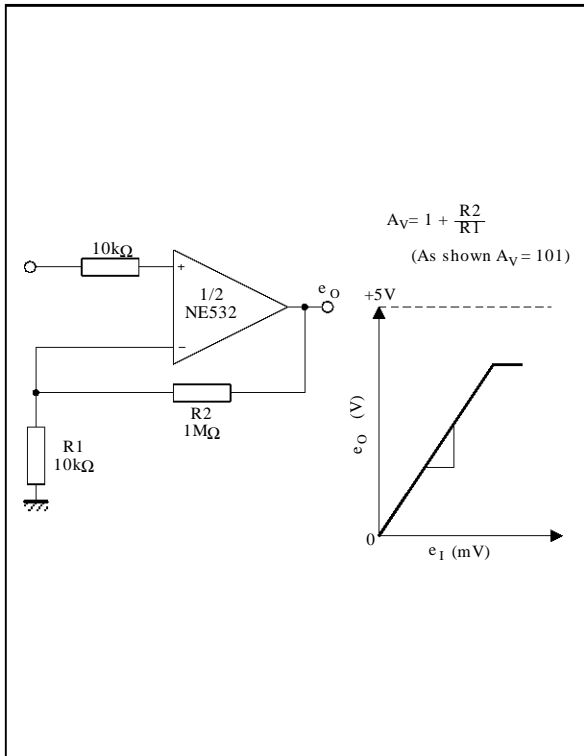 10kΩ
+
1/2
NE532
−
e_O
R2
1MΩ
R1
10kΩ
A_V = 1 + R2/R1
(As shown A_V = 101)
+5V
e_O (V)
0
e_I (mV)